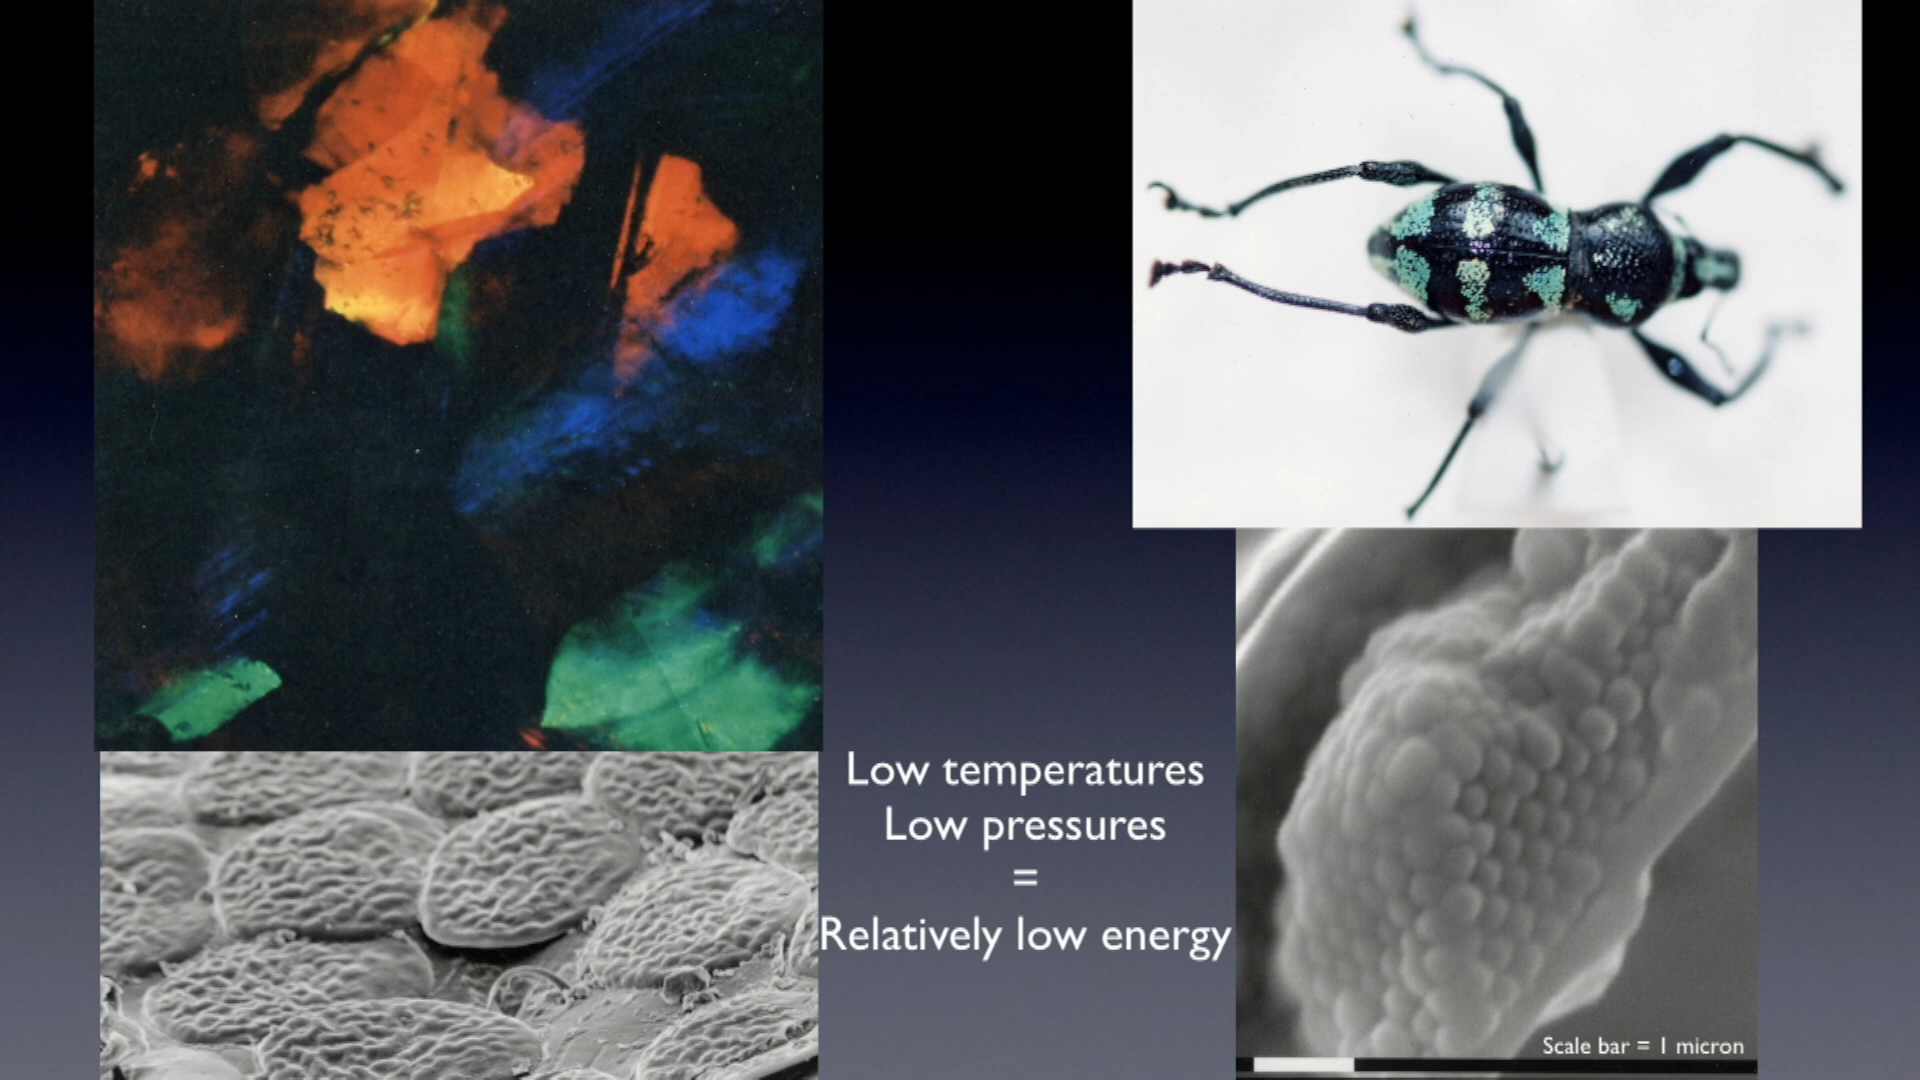 Low temperatures
Low pressures
=
Relatively low energy
Scale bar = 1 micron